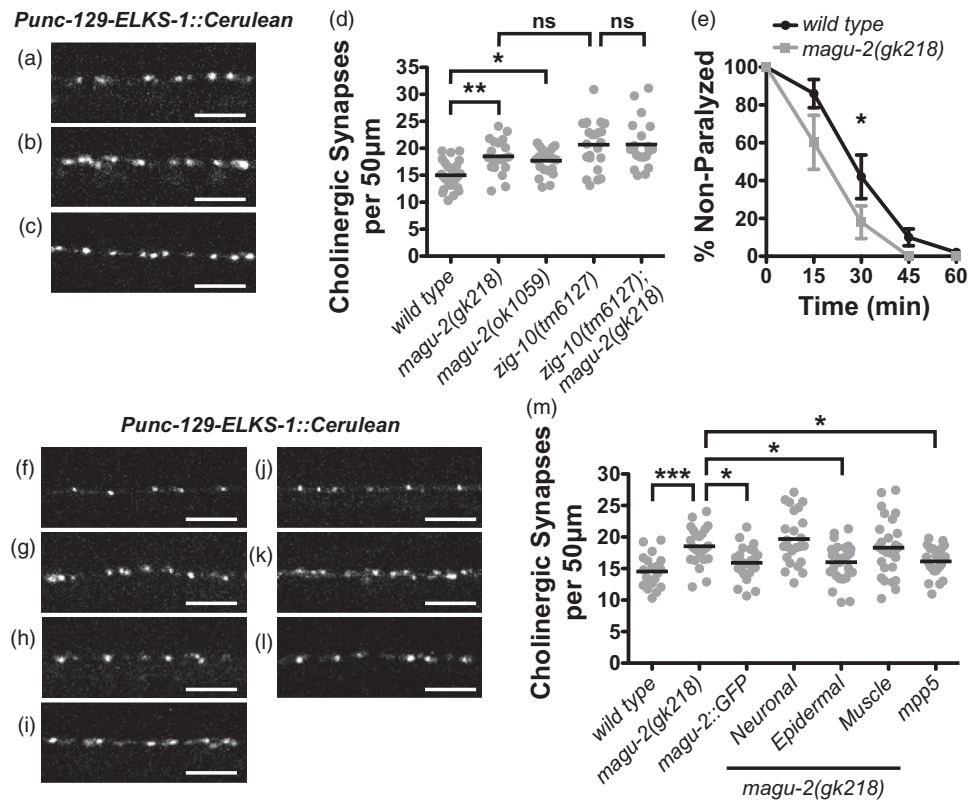 Punc-129-ELKS-1::Cerulean
(a)
(b)
(c)
(d)
ns
ns
*
**
Cholinergic Synapses
per 50µm
35
30
25
20
15
10
5
0
wild type
magu-2(gk218)
magu-2(ok1059)
zig-10(tm6127)
zig-10(tm6127);
magu-2(gk218)
(e)
wild type
magu-2(gk218)
% Non-Paralyzed
100
80
60
40
20
0
*
0 15 30 45 60
Time (min)
Punc-129-ELKS-1::Cerulean
(f)
(g)
(h)
(i)
(j)
(k)
(l)
(m)
*
*
***
*
Cholinergic Synapses
per 50µm
30
25
20
15
10
5
0
wild type
magu-2(gk218)
magu-2::GFP
Neuronal
Epidermal
Muscle
mpp5
magu-2(gk218)